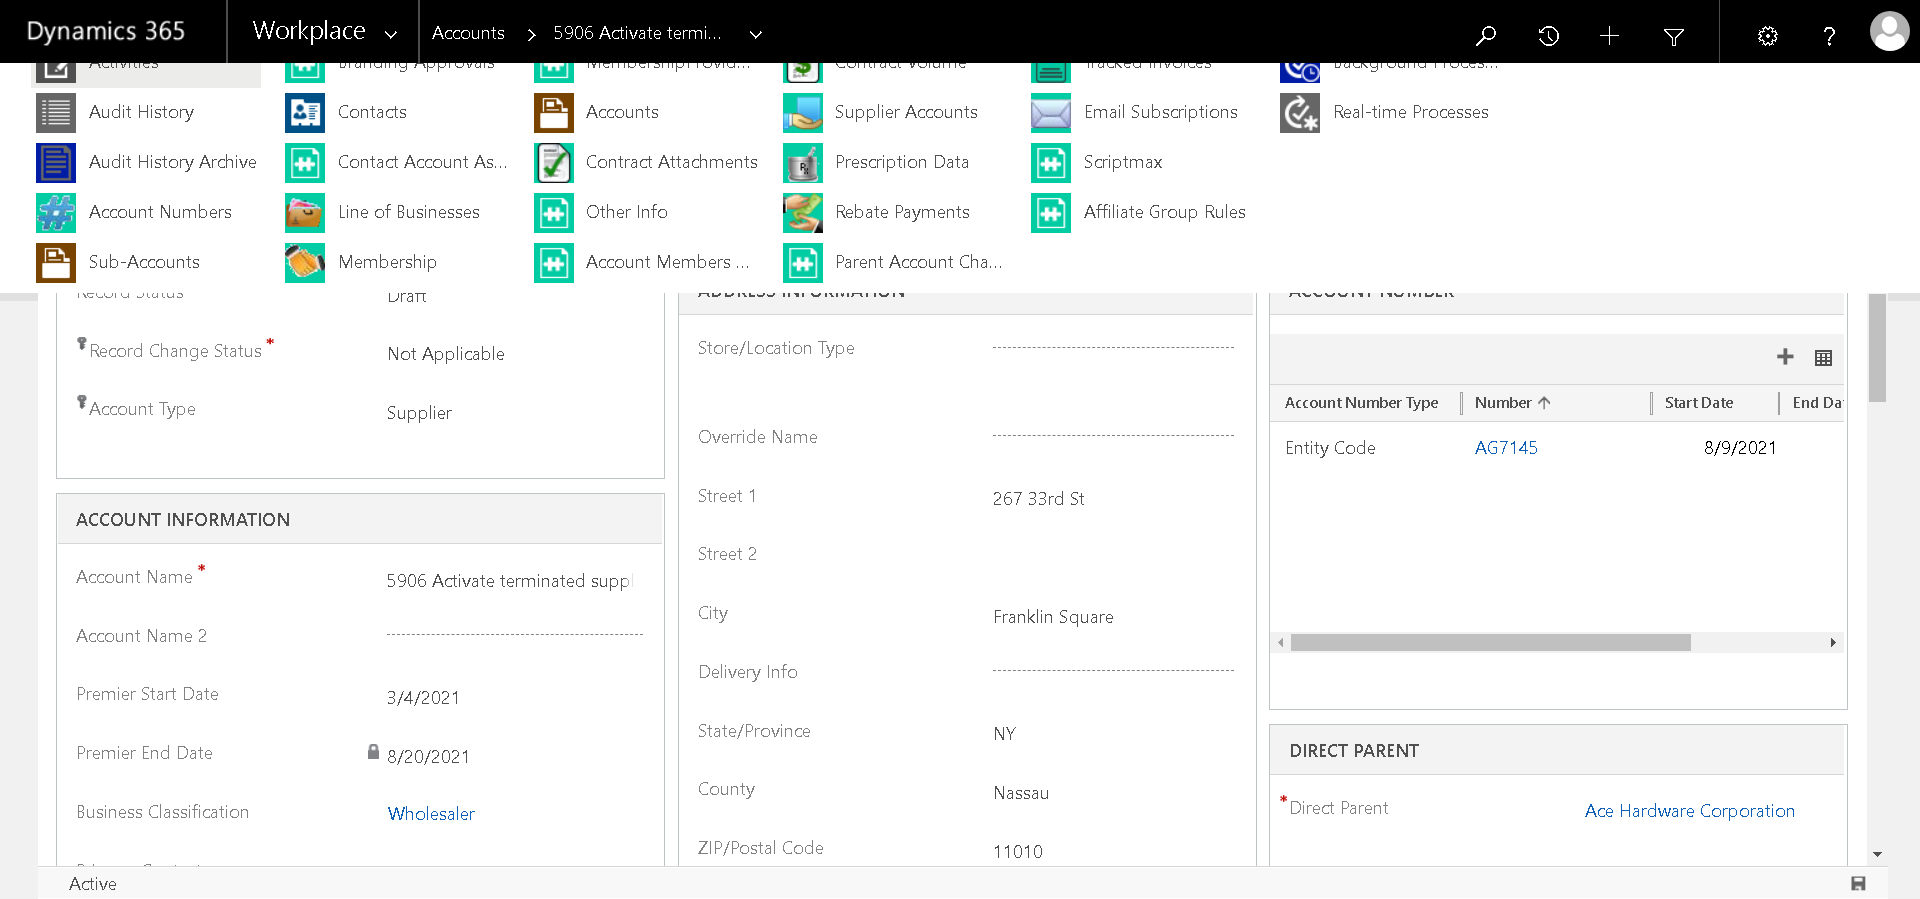 Dynamics 365
Workplace
Accounts
5906 Activate termi...
Activities
Branding Approvals
MembershipProvid...
Contract Volume
Tracked Invoices
Background Proces...
Audit History
Contacts
Accounts
Supplier Accounts
Email Subscriptions
Real-time Processes
Audit History Archive
Contact Account As...
Contract Attachments
Prescription Data
Scriptmax
Account Numbers
Line of Businesses
Other Info
Rebate Payments
Affiliate Group Rules
Sub-Accounts
Membership
Account Members ...
Parent Account Cha...
Record Status
Draft
Record Change Status *
Not Applicable
Account Type
Supplier
ACCOUNT INFORMATION
Account Name *
5906 Activate terminated suppl
Account Name 2
Premier Start Date
3/4/2021
Premier End Date
8/20/2021
Business Classification
Wholesaler
ADDRESS INFORMATION
Store/Location Type
Override Name
Street 1
267 33rd St
Street 2
City
Franklin Square
Delivery Info
State/Province
NY
County
Nassau
ZIP/Postal Code
11010
ACCOUNT NUMBER
Account Number Type
Number
Start Date
End Da
Entity Code
AG7145
8/9/2021
DIRECT PARENT
* Direct Parent
Ace Hardware Corporation
Active